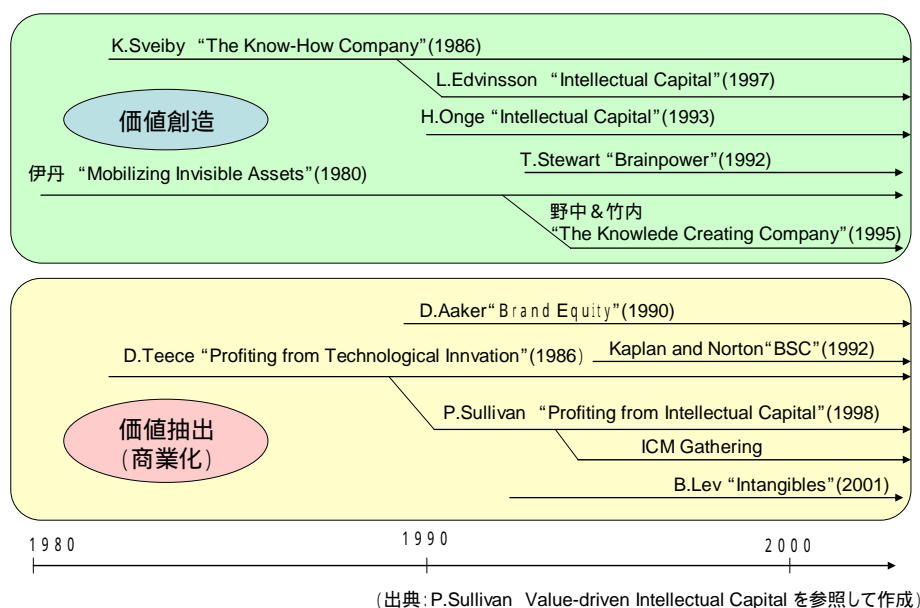 K.Sveiby “The Know-How Company”(1986)
L.Edvinsson “Intellectual Capital”(1997)
価値創造
H.Onge “Intellectual Capital”(1993)
T.Stewart “Brainpower”(1992)
伊丹 “Mobilizing Invisible Assets”(1980)
野中＆竹内
“The Knowlede Creating Company”(1995)
D.Aaker“Brand Equity”(1990)
D.Teece “Profiting from Technological Innvation”(1986)
Kaplan and Norton“BSC”(1992)
価値抽出
(商業化)
P.Sullivan “Profiting from Intellectual Capital”(1998)
ICM Gathering
B.Lev “Intangibles”(2001)
1980 1990 2000
(出典:P.Sullivan Value-driven Intellectual Capital を参照して作成)